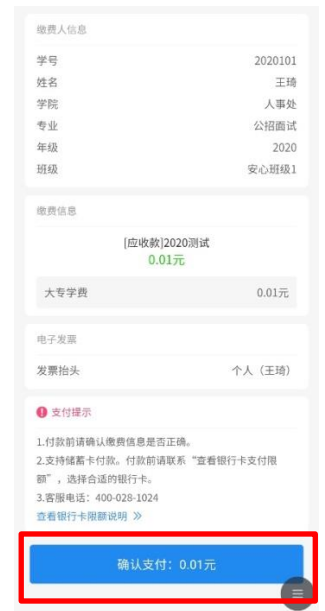 缴费人信息
学号 2020101
姓名 王琦
学院 人事处
专业 公招面试
年级 2020
班级 安心班级1
缴费信息
[应收款]2020测试
0.01元
大专学费 0.01元
电子发票
发票抬头 个人（王琦）
支付提示
1.付款前请确认缴费信息是否正确。
2.支持储蓄卡付款。付款前请联系“查看银行卡支付限
额”，选择合适的银行卡。
3.客服电话：400-028-1024
查看银行卡限额说明 》
确认支付：0.01元